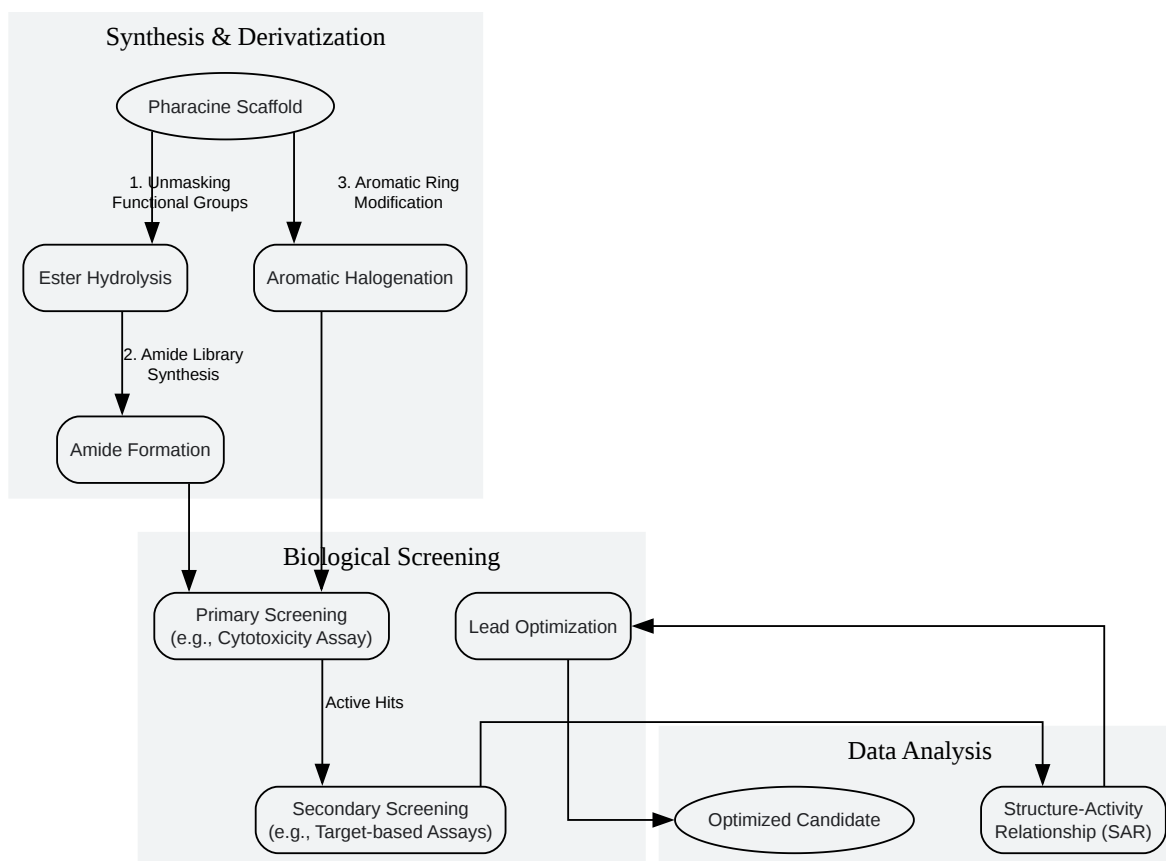 Synthesis & Derivatization
Pharacine Scaffold
1. Unmasking
Functional Groups
3. Aromatic Ring
Modification
Ester Hydrolysis
Aromatic Halogenation
2. Amide Library
Synthesis
Amide Formation
Biological Screening
Primary Screening
(e.g., Cytotoxicity Assay)
Lead Optimization
Active Hits
Data Analysis
Secondary Screening
(e.g., Target-based Assays)
Optimized Candidate
Structure-Activity
Relationship (SAR)